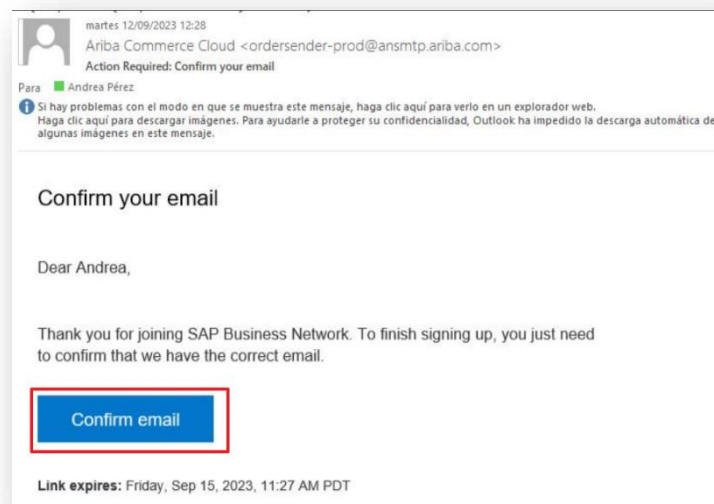 martes 12/09/2023 12:28
Ariba Commerce Cloud <ordersender-prod@ansmtp.ariba.com>
Action Required: Confirm your email
Para Andrea Pérez
Si hay problemas con el modo en que se muestra este mensaje, haga clic aquí para verlo en un explorador web.
Haga clic aquí para descargar imágenes. Para ayudarle a proteger su confidencialidad, Outlook ha impedido la descarga automática de
algunas imágenes en este mensaje.
Confirm your email
Dear Andrea,
Thank you for joining SAP Business Network. To finish signing up, you just need
to confirm that we have the correct email.
Confirm email
Link expires: Friday, Sep 15, 2023, 11:27 AM PDT